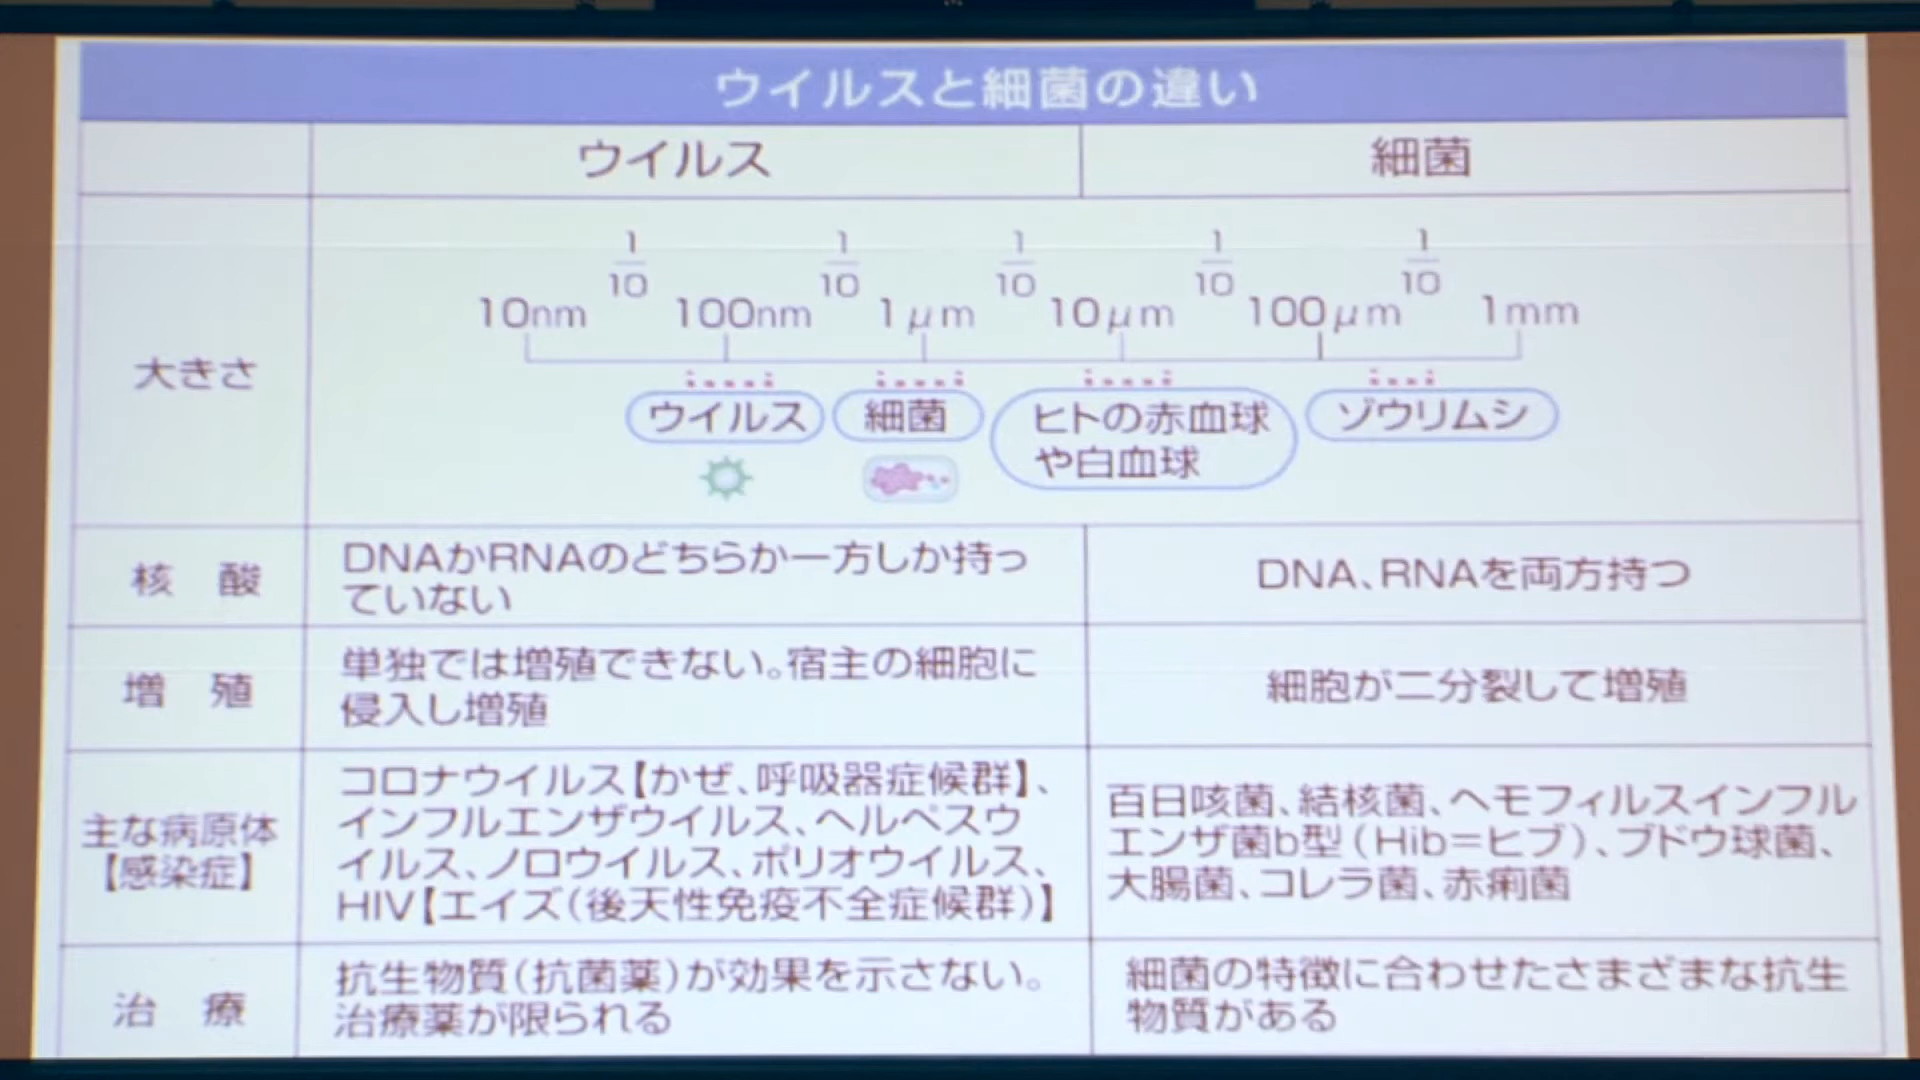 ウイルスと細菌の違い
ウイルス
細菌
大きさ
1/10
1/10
1/10
1/10
1/10
10nm
100nm
1μm
10μm
100μm
1mm
ウイルス
細菌
ヒトの赤血球
や白血球
ゾウリムシ
核　酸
DNAかRNAのどちらか一方しか持っ
ていない
DNA、RNAを両方持つ
増　殖
単独では増殖できない。宿主の細胞に
侵入し増殖
細胞が二分裂して増殖
主な病原体
【感染症】
コロナウイルス【かぜ、呼吸器症候群】、
インフルエンザウイルス、ヘルペスウ
イルス、ノロウイルス、ポリオウイルス、
HIV【エイズ（後天性免疫不全症候群）】
百日咳菌、結核菌、ヘモフィルスインフル
エンザ菌b型（Hib＝ヒブ）、ブドウ球菌、
大腸菌、コレラ菌、赤痢菌
治　療
抗生物質（抗菌薬）が効果を示さない。
治療薬が限られる
細菌の特徴に合わせたさまざまな抗生
物質がある